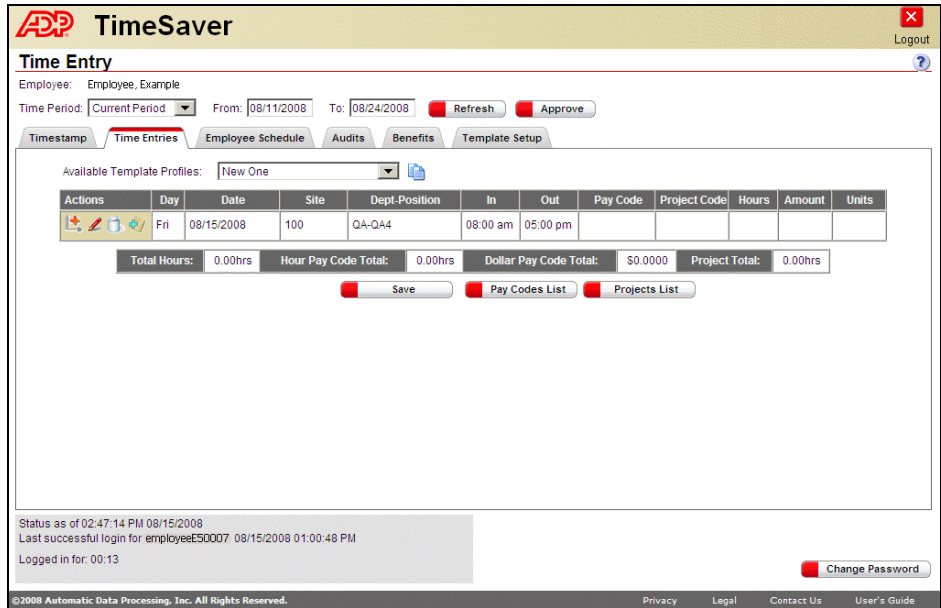 ADP TimeSaver
Logout
Time Entry
Employee: Employee, Example
Time Period: Current Period From: 08/11/2008 To: 08/24/2008 Refresh Approve
Timestamp Time Entries Employee Schedule Audits Benefits Template Setup
Available Template Profiles: New One
Actions Day Date Site Dept-Position In Out Pay Code Project Code Hours Amount Units
Fri 08/15/2008 100 QA-QA4 08:00 am 05:00 pm
Total Hours: 0.00hrs Hour Pay Code Total: 0.00hrs Dollar Pay Code Total: $0.0000 Project Total: 0.00hrs
Save Pay Codes List Projects List
Status as of 02:47:14 PM 08/15/2008
Last successful login for employeeE50007 08/15/2008 01:00:48 PM
Logged in for: 00:13
Change Password
©2008 Automatic Data Processing, Inc. All Rights Reserved. Privacy Legal Contact Us User's Guide